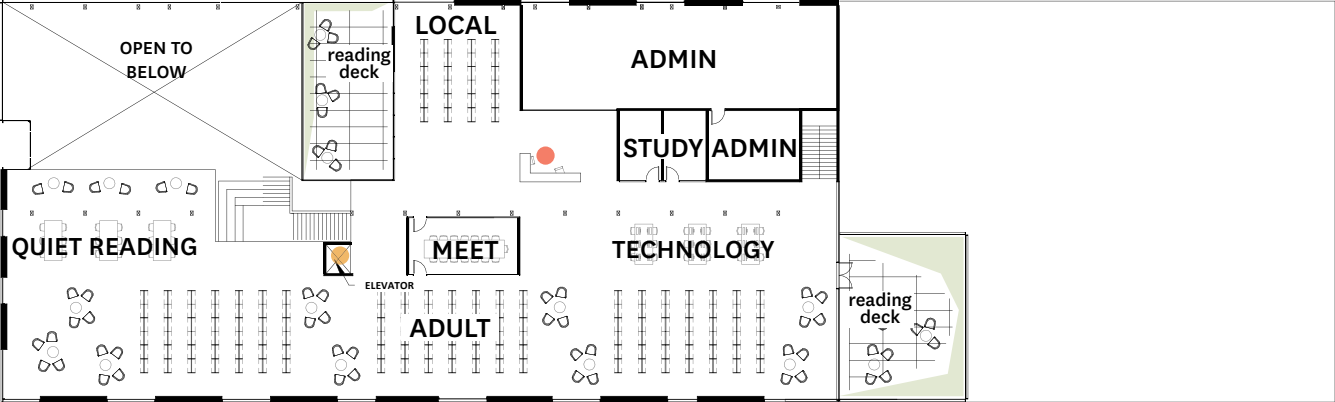 LOCAL
OPEN TO
BELOW
reading
deck
ADMIN
STUDY
ADMIN
QUIET READING
MEET
TECHNOLOGY
ELEVATOR
reading
deck
ADULT